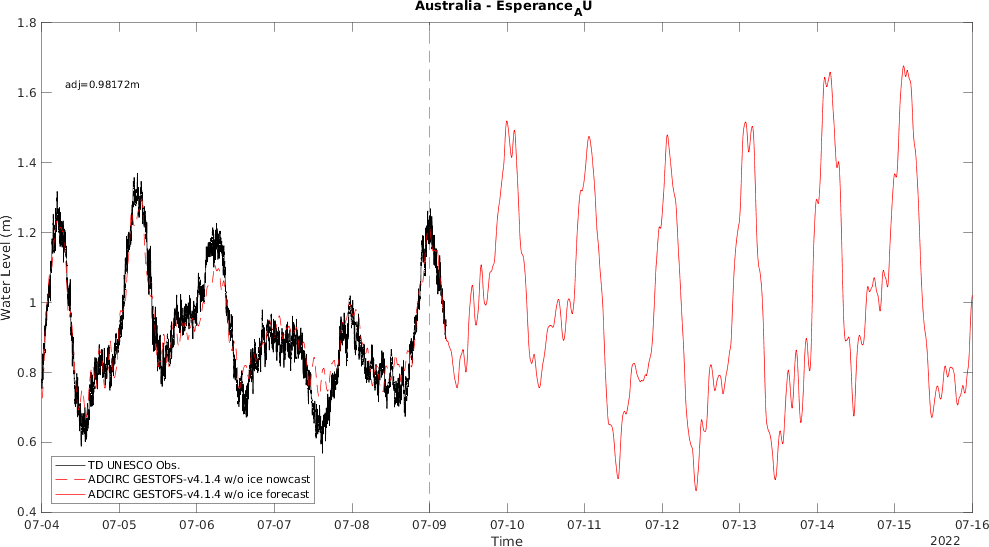 Australia - Esperance_AU
adj=0.98172m
Water Level (m)
1.8
1.6
1.4
1.2
1
0.8
0.6
0.4
TD UNESCO Obs.
ADCIRC GESTOFS-v4.1.4 w/o ice nowcast
ADCIRC GESTOFS-v4.1.4 w/o ice forecast
07-04 07-05 07-06 07-07 07-08 07-09 07-10 07-11 07-12 07-13 07-14 07-15 07-16
Time
2022